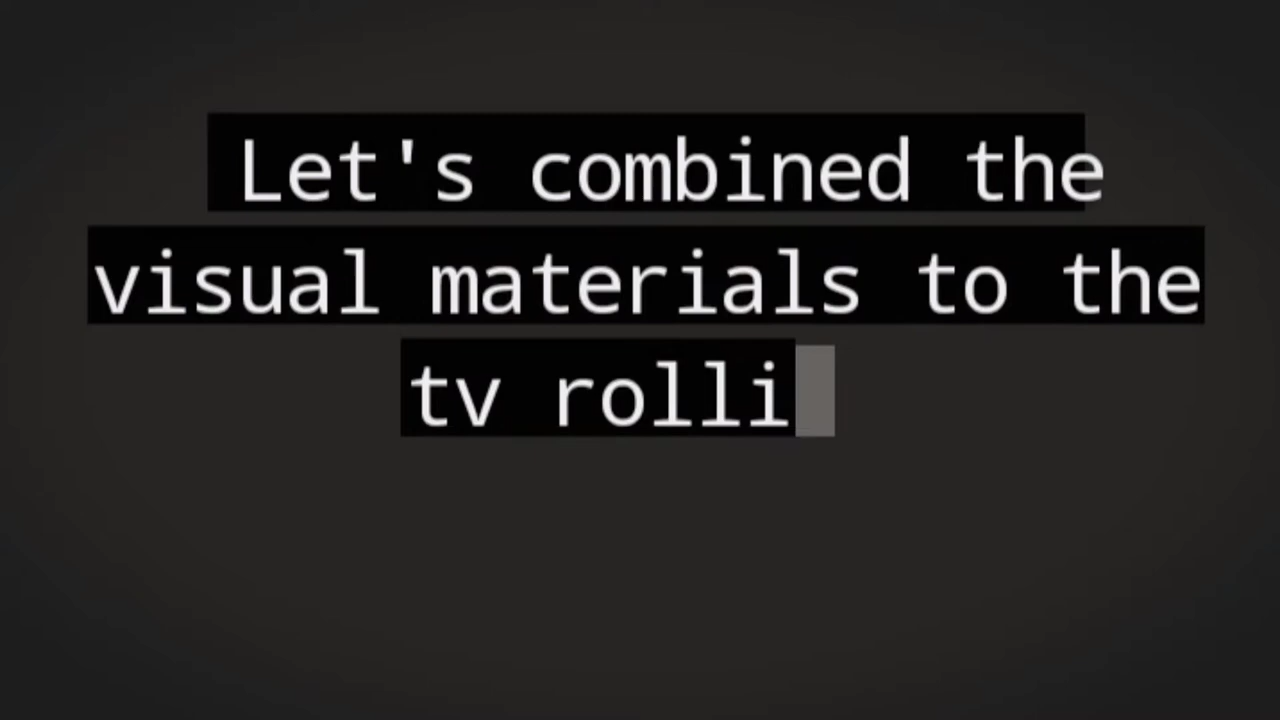 Let's combined the
visual materials to the
tv rolli